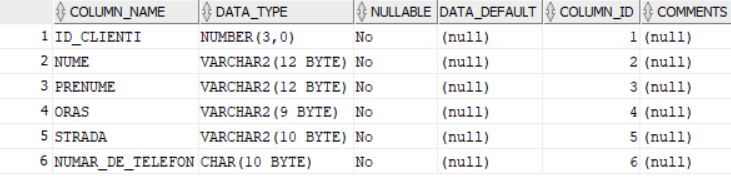 COLUMN_NAME DATA_TYPE NULLABLE DATA_DEFAULT COLUMN_ID COMMENTS
1 ID_CLIENTI NUMBER(3,0) No (null) 1 (null)
2 NUME VARCHAR2(12 BYTE) No (null) 2 (null)
3 PRENUME VARCHAR2(12 BYTE) No (null) 3 (null)
4 ORAS VARCHAR2(9 BYTE) No (null) 4 (null)
5 STRADA VARCHAR2(10 BYTE) No (null) 5 (null)
6 NUMAR_DE_TELEFON CHAR(10 BYTE) No (null) 6 (null)